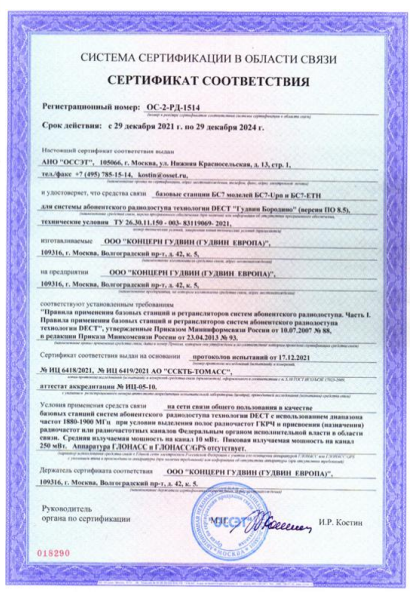 СИСТЕМА СЕРТИФИКАЦИИ В ОБЛАСТИ СВЯЗИ
СЕРТИФИКАТ СООТВЕТСТВИЯ
Регистрационный номер: ОС-2-РД-1514
Срок действия: с 29 декабря 2021 г. по 29 декабря 2024 г.
Настоящий сертификат выдан
АНО "ОССЭТ", 105066, г. Москва, ул. Нижняя Красносельская, д. 13, стр. 1,
тел./факс +7 (495) 785-15-14, kostin@osset.ru.
и удостоверяет, что средства связи базовые станции БС7 моделей БС7-Upn и БС7-ETH
для системы абонентского радиодоступа технологии DECT "Гудвин Бородино" (версия ПО 8.5),
технические условия ТУ 26.30.11.150 - 003- 83119069- 2021,
изготавливаемые ООО "КОНЦЕРН ГУДВИН (ГУДВИН ЕВРОПА)",
109316, г. Москва, Волгоградский пр-т, д. 42, к. 5,
на предприятии ООО "КОНЦЕРН ГУДВИН (ГУДВИН ЕВРОПА)",
109316, г. Москва, Волгоградский пр-т, д. 42, к. 5,
соответствуют установленным требованиям
"Правила применения базовых станций и ретрансляторов систем абонентского радиодоступа. Часть I.
Правила применения базовых станций и ретрансляторов систем абонентского радиодоступа
технологии DECT", утвержденные Приказом Мининформсвязи России от 10.07.2007 № 88,
в редакции Приказа Минкомсвязи России от 23.04.2013 № 93.
Сертификат соответствия выдан на основании протоколов испытаний от 17.12.2021
№ ИЦ 6418/2021, № ИЦ 6419/2021 АО "ССКТБ-ТОМАСС",
аттестат аккредитации № ИЦ-05-10.
Условия применения средств связи на сети связи общего пользования в качестве
базовых станций систем абонентского радиодоступа технологии DECT с использованием диапазона
частот 1880-1900 МГц при условии выделения полос радиочастот ГКРЧ и присвоения (назначения)
радиочастот или радиочастотных каналов Федеральным органом исполнительной власти в области
связи. Средняя излучаемая мощность на канал 10 мВт. Пиковая излучаемая мощность на канал
250 мВт. Аппаратура ГЛОНАСС и ГЛОНАСС/GPS отсутствует.
Держатель сертификата соответствия ООО "КОНЦЕРН ГУДВИН (ГУДВИН ЕВРОПА)",
109316, г. Москва, Волгоградский пр-т, д. 42, к. 5.
Руководитель
органа по сертификации
И.Р. Костин
018290